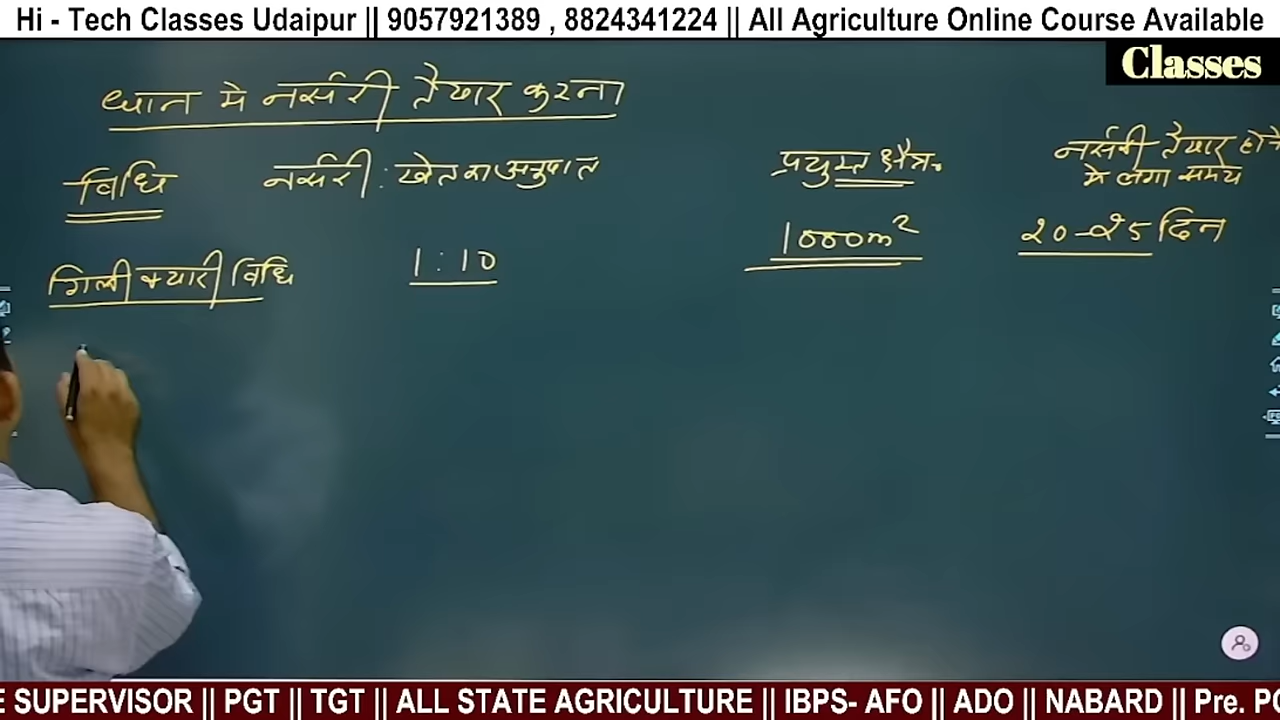 Hi - Tech Classes Udaipur || 9057921389 , 8824341224 || All Agriculture Online Course Available
Classes
धान मे नर्सरी तैयार करना
विधि नर्सरी : खेत का अनुपात प्रयुक्त क्षैत्र. नर्सरी तैयार होने
मे लगा समय
गिली क्यारी विधि 1:10 1000m² 20-25 दिन
E SUPERVISOR || PGT || TGT || ALL STATE AGRICULTURE || IBPS- AFO || ADO || NABARD || Pre. PG